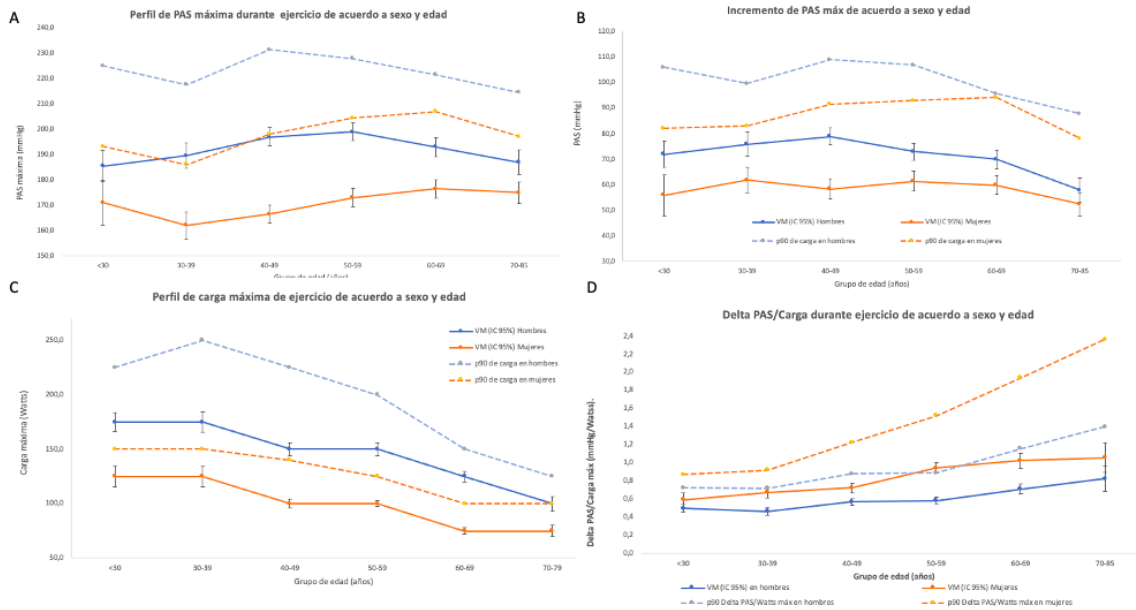 A
Perfil de PAS máxima durante ejercicio de acuerdo a sexo y edad
PAS máxima (mmHg)
240,0
230,0
220,0
210,0
200,0
190,0
180,0
170,0
160,0
150,0
<30
30-39
40-49
50-59
60-69
70-85
Grupo de edad (años)
B
Incremento de PAS máx de acuerdo a sexo y edad
PAS (mmHg)
130,0
110,0
90,0
70,0
50,0
30,0
VM (IC 95%) Hombres
VM (IC 95%) Mujeres
p90 de carga en hombres
p90 de carga en mujeres
<30
30-39
40-49
50-59
60-69
70-85
Grupo de edad (años)
C
Perfil de carga máxima de ejercicio de acuerdo a sexo y edad
Carga máxima (Watts)
250,0
200,0
150,0
100,0
50,0
VM (IC 95%) Hombres
VM (IC 95%) Mujeres
p90 de carga en hombres
p90 de carga en mujeres
<30
30-39
40-49
50-59
60-69
70-79
Grupo de edad (años)
D
Delta PAS/Carga durante ejercicio de acuerdo a sexo y edad
Delta PAS/Carga máx (mmHg/Watss).
2,4
2,2
2,0
1,8
1,6
1,4
1,2
1,0
0,8
0,6
0,4
0,2
0,0
<30
30-39
40-49
50-59
60-69
70-85
Grupo de edad (años)
VM (IC 95%) en hombres
VM (IC 95%) Mujeres
p90 Delta PAS/Watts máx en hombres
p90 Delta PAS/Watts máx en mujeres